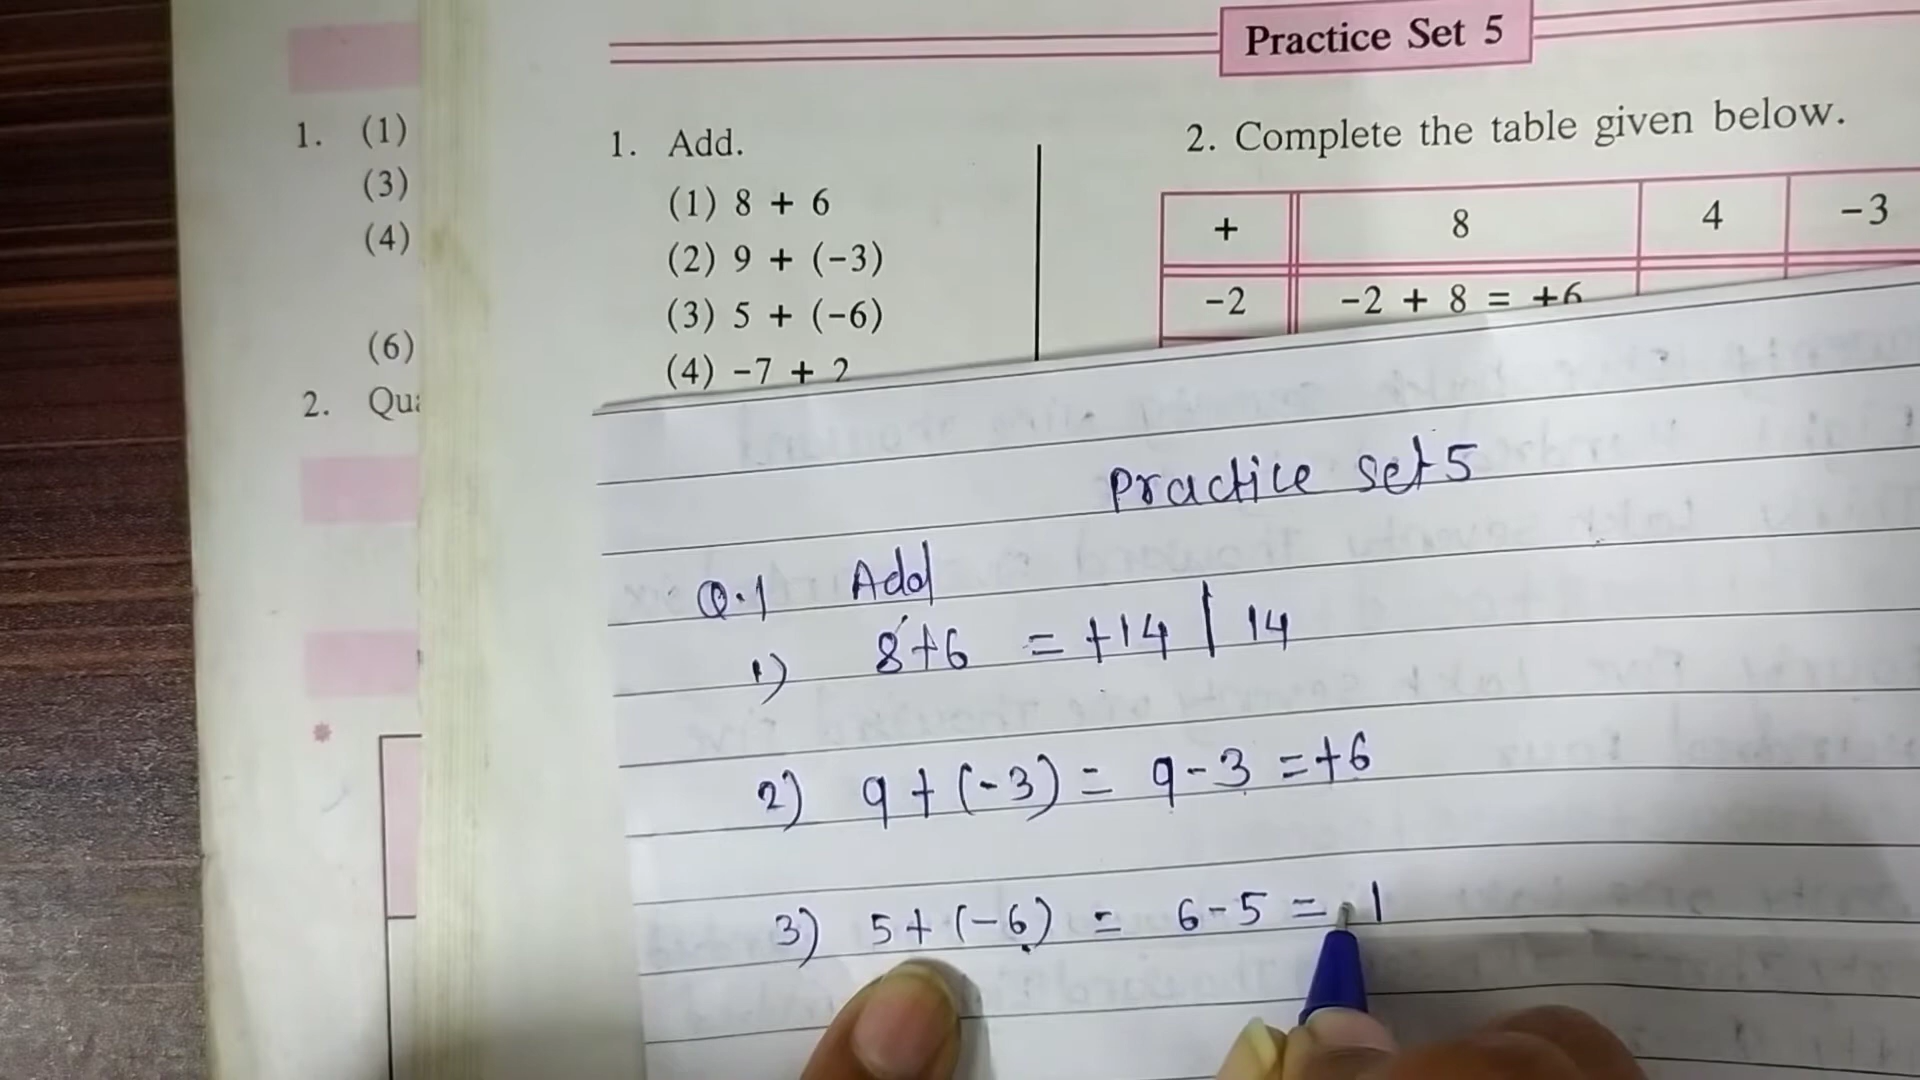 Practice Set 5
1. (1)
(3)
(4)
(6)
2. Qua
1. Add.
(1) 8 + 6
(2) 9 + (−3)
(3) 5 + (−6)
(4) −7 + 2
2. Complete the table given below.
+ 8 4 −3
−2 −2 + 8 = +6
Practice Set 5
Q.1 Add
1) 8+6 = +14 | 14
2) 9 + (-3) = 9-3 = +6
3) 5+ (-6) = 6-5 = -1